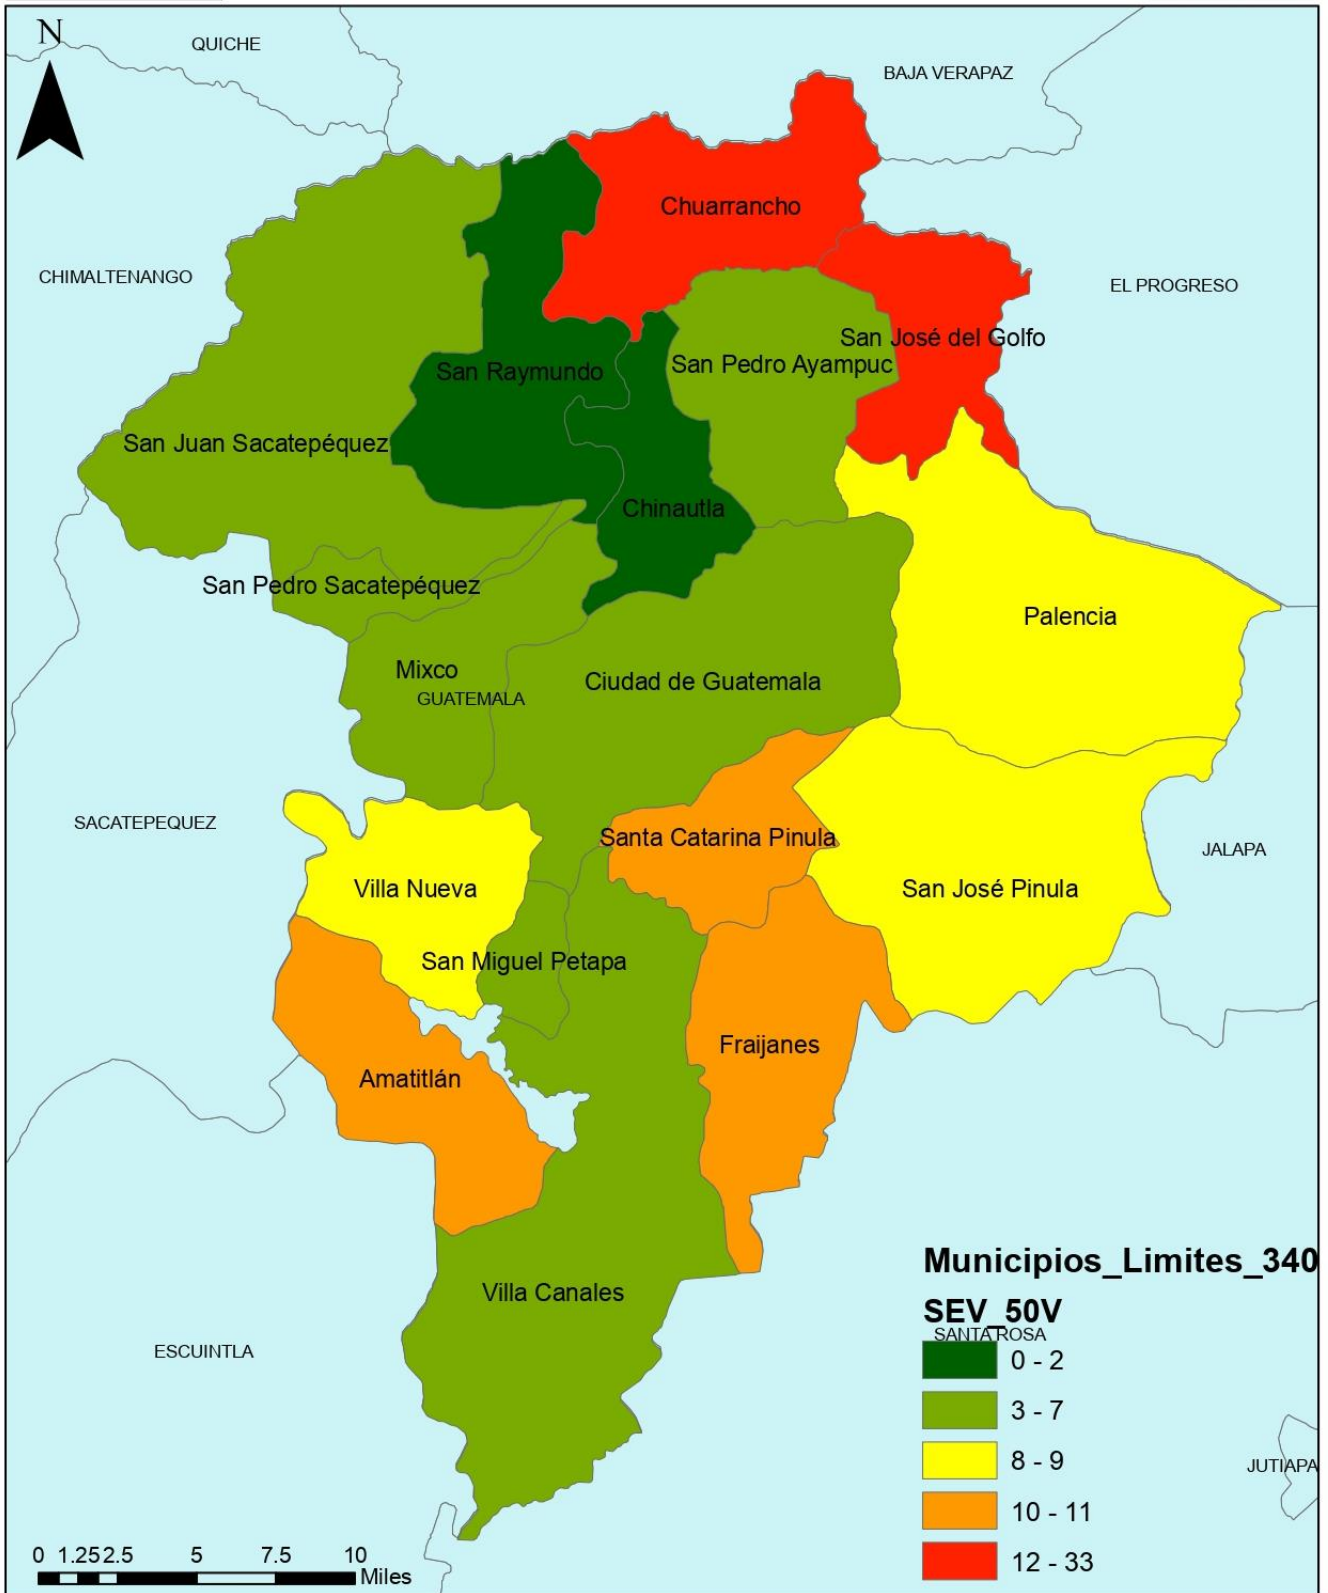 N
QUICHE
BAJA VERAPAZ
Chuarrancho
CHIMALTENANGO
EL PROGRESO
San José del Golfo
San Pedro Ayampuc
San Raymundo
San Juan Sacatepéquez
Chinautla
San Pedro Sacatepéquez
Palencia
Mixco
Ciudad de Guatemala
GUATEMALA
SACATEPEQUEZ
Santa Catarina Pinula
JALAPA
Villa Nueva
San José Pinula
San Miguel Petapa
Fraijanes
Amatitlán
Villa Canales
ESCUINTLA
Municipios_Limites_340
SEV_50V
SANTA ROSA
0 - 2
3 - 7
8 - 9
10 - 11
12 - 33
JUTIAPA
0 1.25 2.5 5 7.5 10
Miles